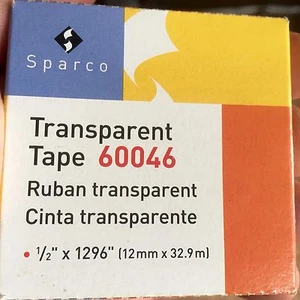 Sparco
Transparent
Tape 60046
Ruban transparent
Cinta transparente
• 1/2" x 1296" (12mm x 32.9m)